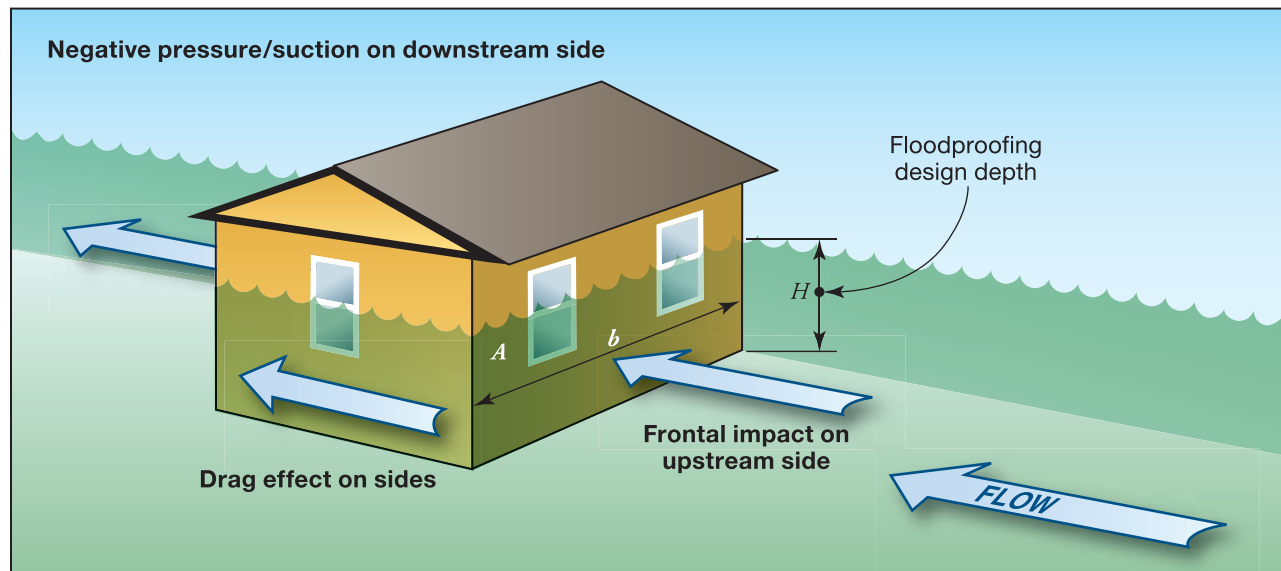 Negative pressure/suction on downstream side
Floodproofing
design depth
H
A
b
Frontal impact on
upstream side
Drag effect on sides
FLOW